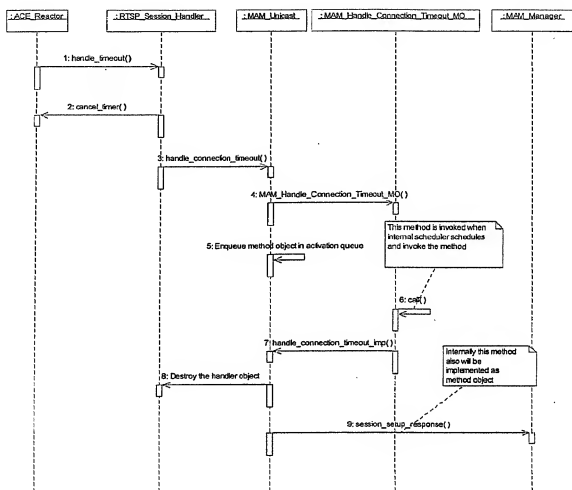 : ACE_Reactor
: RTSP_Session_Handler
: MAM_Unicast
: MAM_Handle_Connection_Timeout_MO
: MAM_Manager
1: handle_timeout()
2: cancel_timer()
3: handle_connection_timeout()
4: MAM_Handle_Connection_Timeout_MO()
This method is invoked when
internal scheduler schedules
and invoke the method
5: Enqueue method object in activation queue
6: call()
7: handle_connection_timeout_imp()
Internally this method
also will be
implemented as
method object
8: Destroy the handler object
9: session_setup_response()